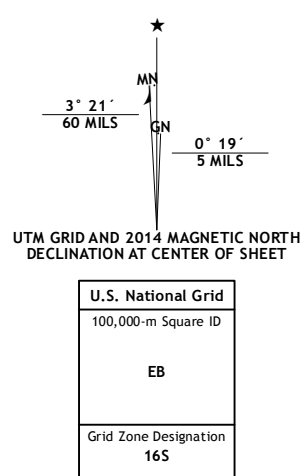 ★
MN
3° 21´
60 MILS
GN
0° 19´
5 MILS
UTM GRID AND 2014 MAGNETIC NORTH
DECLINATION AT CENTER OF SHEET
U.S. National Grid
100,000-m Square ID
EB
Grid Zone Designation
16S